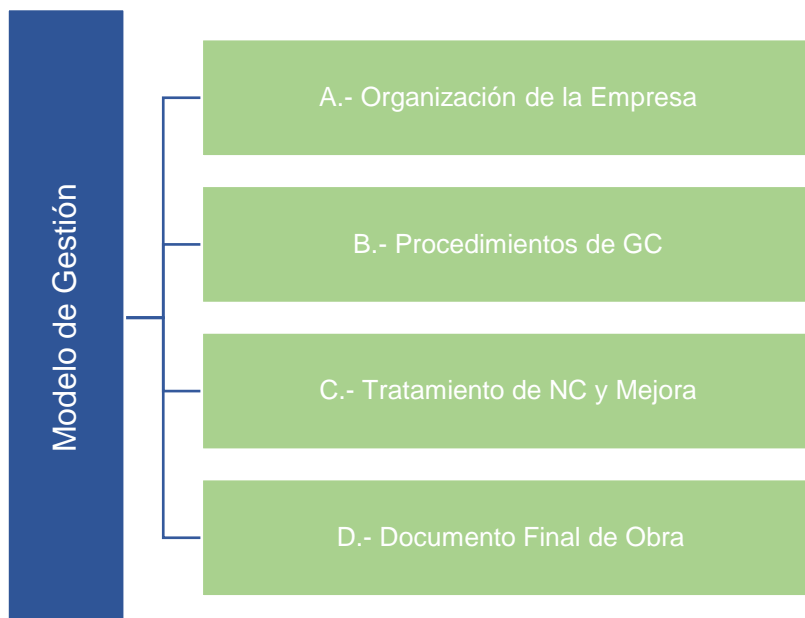 Modelo de Gestión
A.- Organización de la Empresa
B.- Procedimientos de GC
C.- Tratamiento de NC y Mejora
D.- Documento Final de Obra